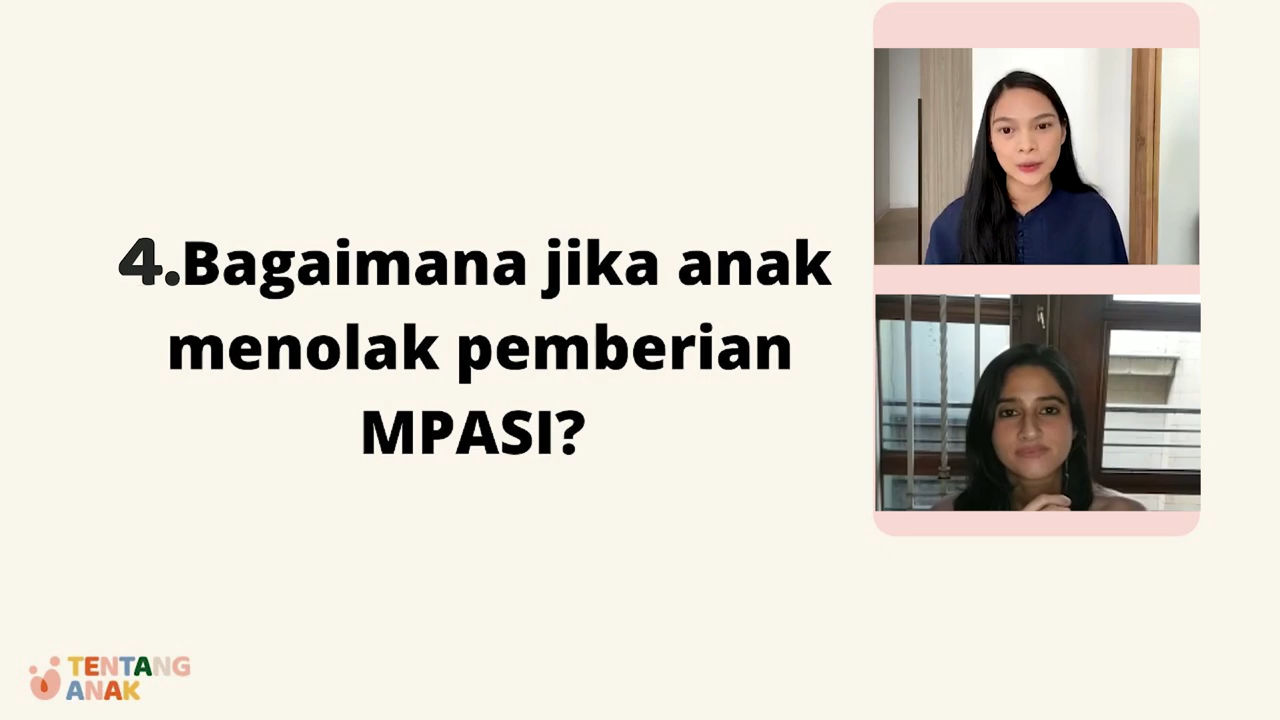 4.Bagaimana jika anak
menolak pemberian
MPASI?
TENTANG
ANAK